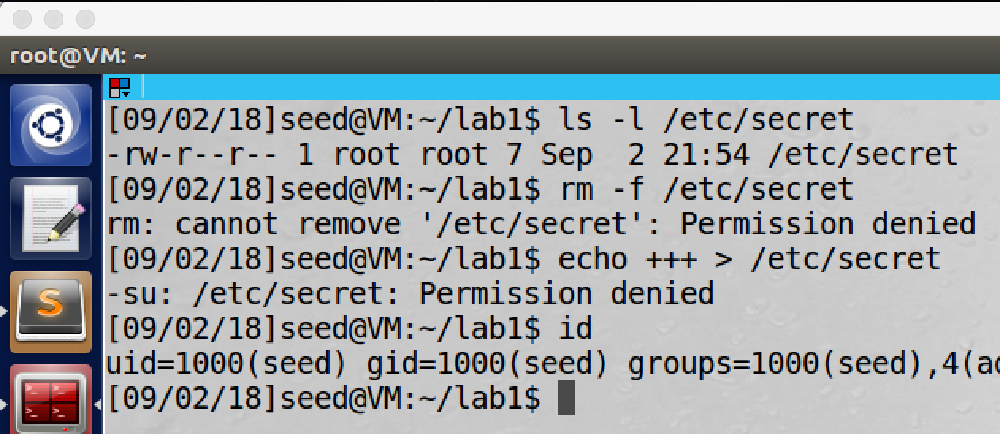 root@VM: ~
[09/02/18]seed@VM:~/lab1$ ls -l /etc/secret
-rw-r--r-- 1 root root 7 Sep  2 21:54 /etc/secret
[09/02/18]seed@VM:~/lab1$ rm -f /etc/secret
rm: cannot remove '/etc/secret': Permission denied
[09/02/18]seed@VM:~/lab1$ echo +++ > /etc/secret
-su: /etc/secret: Permission denied
[09/02/18]seed@VM:~/lab1$ id
uid=1000(seed) gid=1000(seed) groups=1000(seed),4(ad
[09/02/18]seed@VM:~/lab1$